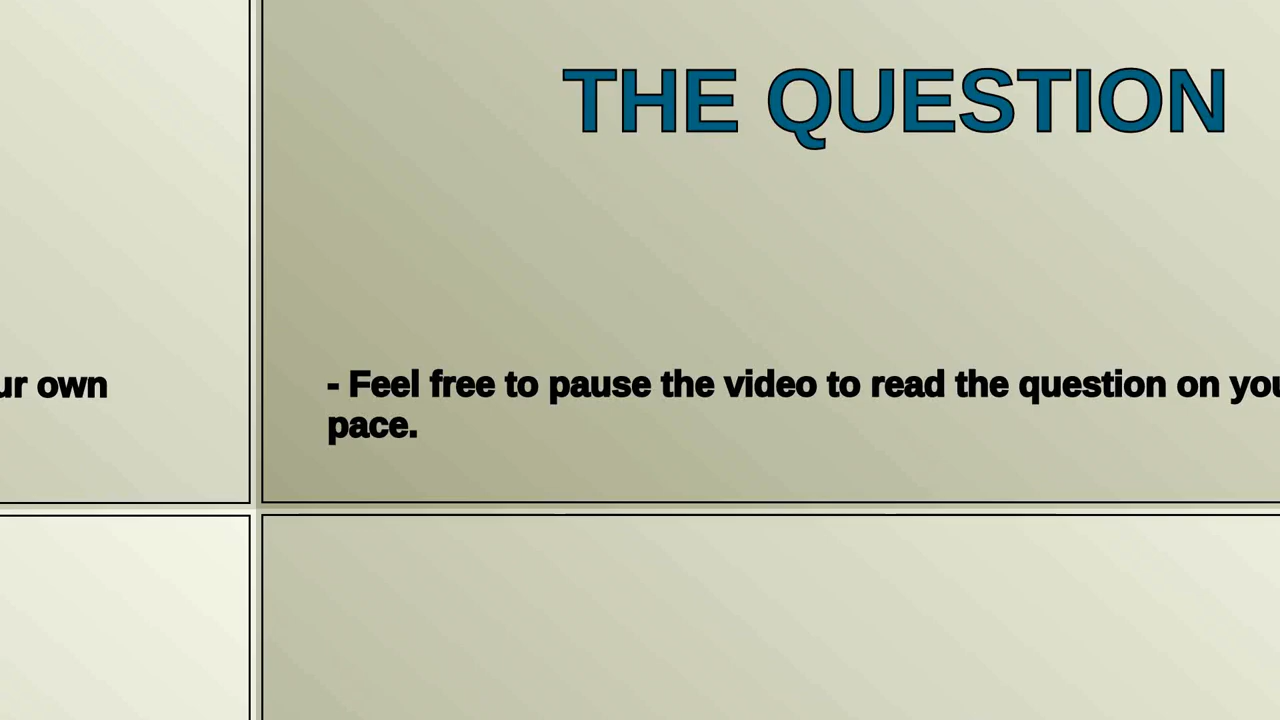 THE QUESTION
ur own
- Feel free to pause the video to read the question on you
pace.